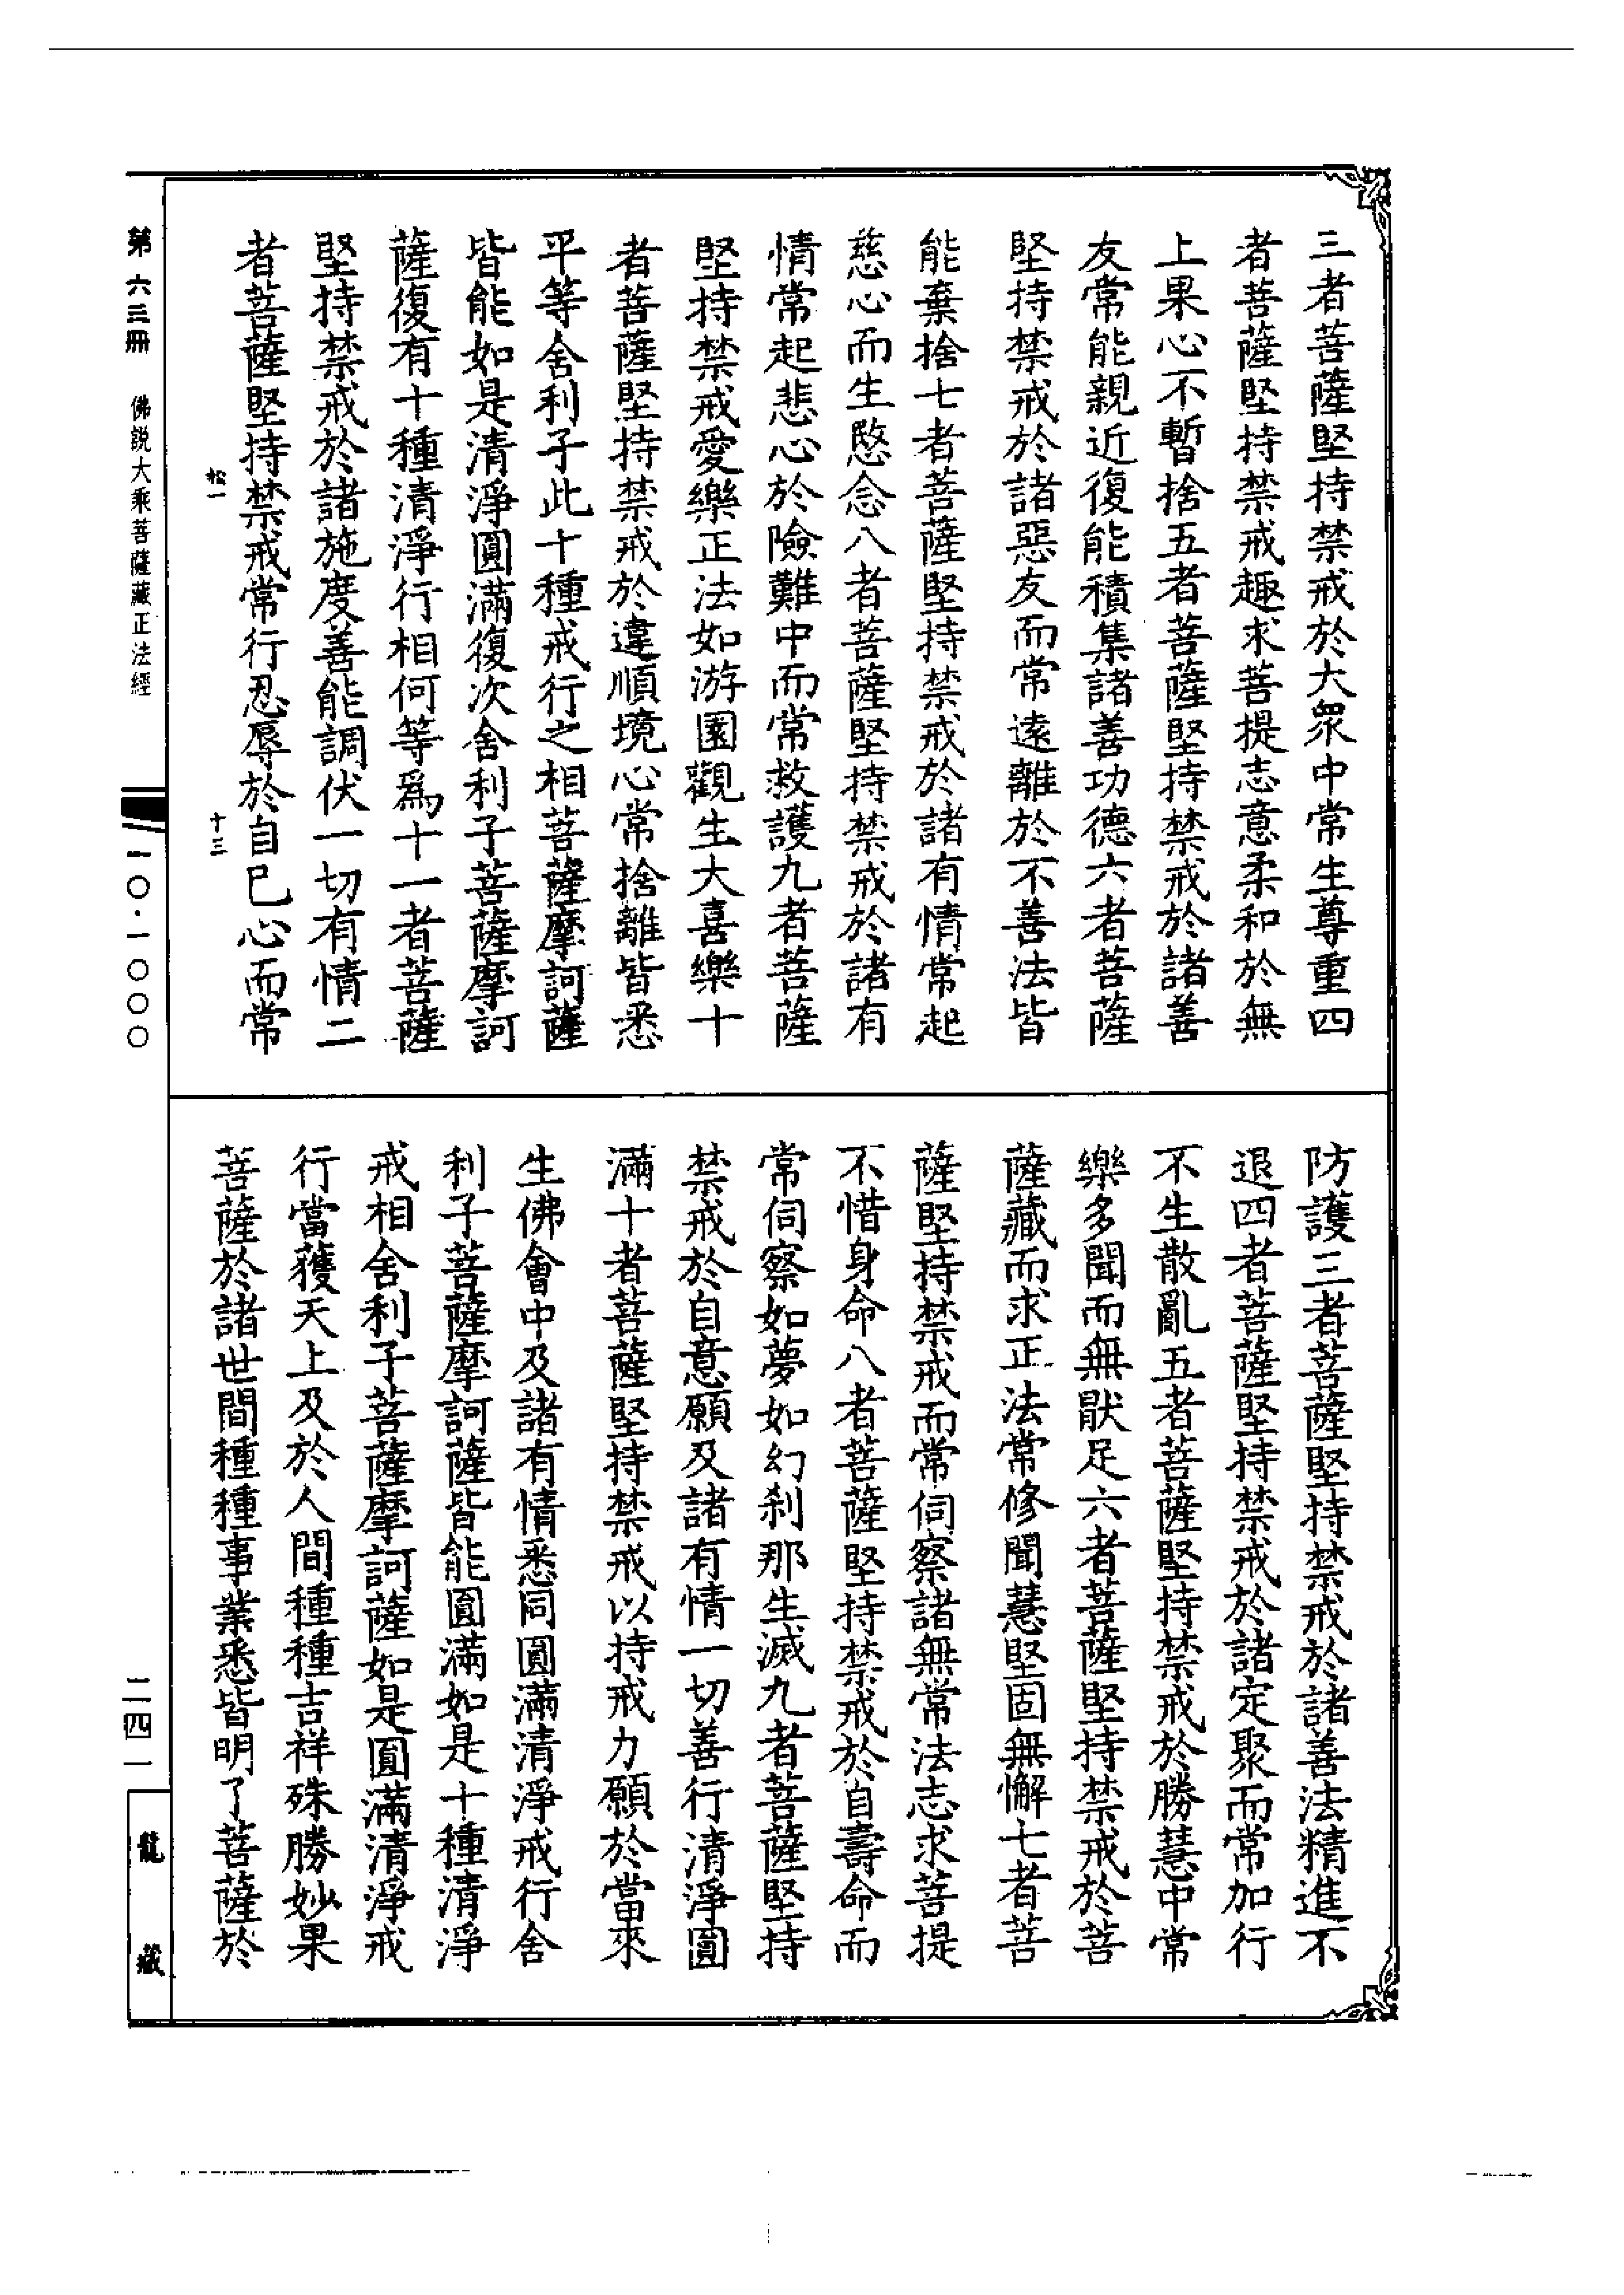 三者菩薩堅持禁戒於大衆中常生尊重四
者菩薩堅持禁戒趣求菩提志意柔和於無
上果心不暫捨五者菩薩堅持禁戒於諸善
友常能親近復能積集諸善功德六者菩薩
堅持禁戒於諸惡友而常遠離於不善法皆
能棄捨七者菩薩堅持禁戒於諸有情常起
慈心而生愍念八者菩薩堅持禁戒於諸有
情常起悲心於險難中而常救護九者菩薩
堅持禁戒愛樂正法如游園觀生大喜樂十
者菩薩堅持禁戒於違順境心常捨離皆悉
平等舍利子此十種戒行之相菩薩摩訶薩
皆能如是清淨圓滿復次舍利子菩薩摩訶
薩復有十種清淨行相何等爲十一者菩薩
堅持禁戒於諸施度善能調伏一切有情二
者菩薩堅持禁戒常行忍辱於自已心而常
松一 十三
防護三者菩薩堅持禁戒於諸善法精進不
退四者菩薩堅持禁戒於諸定聚而常加行
不生散亂五者菩薩堅持禁戒於勝慧中常
樂多聞而無猒足六者菩薩堅持禁戒於菩
薩藏而求正法常修聞慧堅固無懈七者菩
薩堅持禁戒而常伺察諸無常法志求菩提
不惜身命八者菩薩堅持禁戒於自壽命而
常伺察如夢如幻刹那生滅九者菩薩堅持
禁戒於自意願及諸有情一切善行清淨圓
滿十者菩薩堅持禁戒以持戒力願於當來
生佛會中及諸有情悉同圓滿清淨戒行舍
利子菩薩摩訶薩皆能圓滿如是十種清淨
戒相舍利子菩薩摩訶薩如是圓滿清淨戒
行當獲天上及於人間種種吉祥殊勝妙果
菩薩於諸世間種種事業悉皆明了菩薩於
第六三冊 佛説大乘菩薩藏正法經 一〇·一〇〇〇 二四一 龍藏